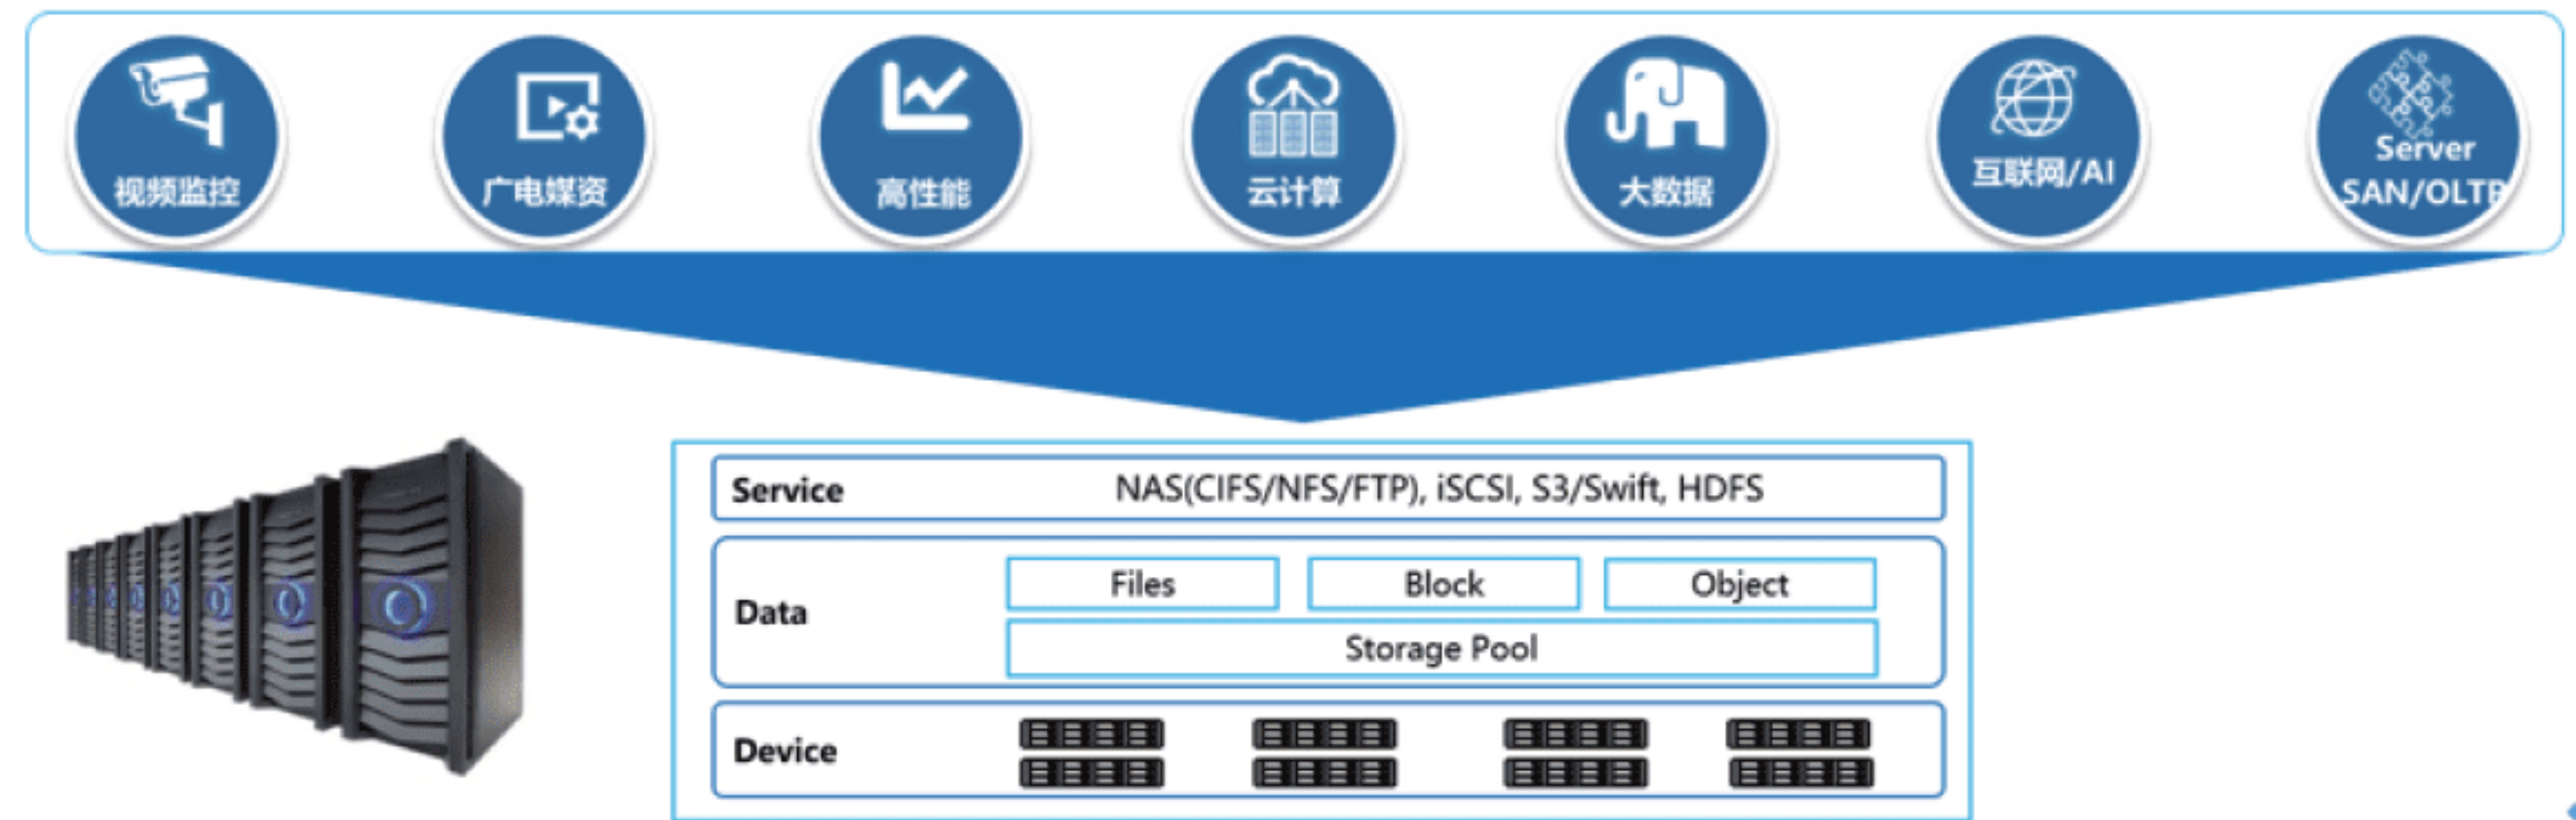 视频监控
广电媒资
高性能
云计算
大数据
互联网/AI
Server
SAN/OLTP
Service
NAS(CIFS/NFS/FTP), iSCSI, S3/Swift, HDFS
Data
Files
Block
Object
Storage Pool
Device